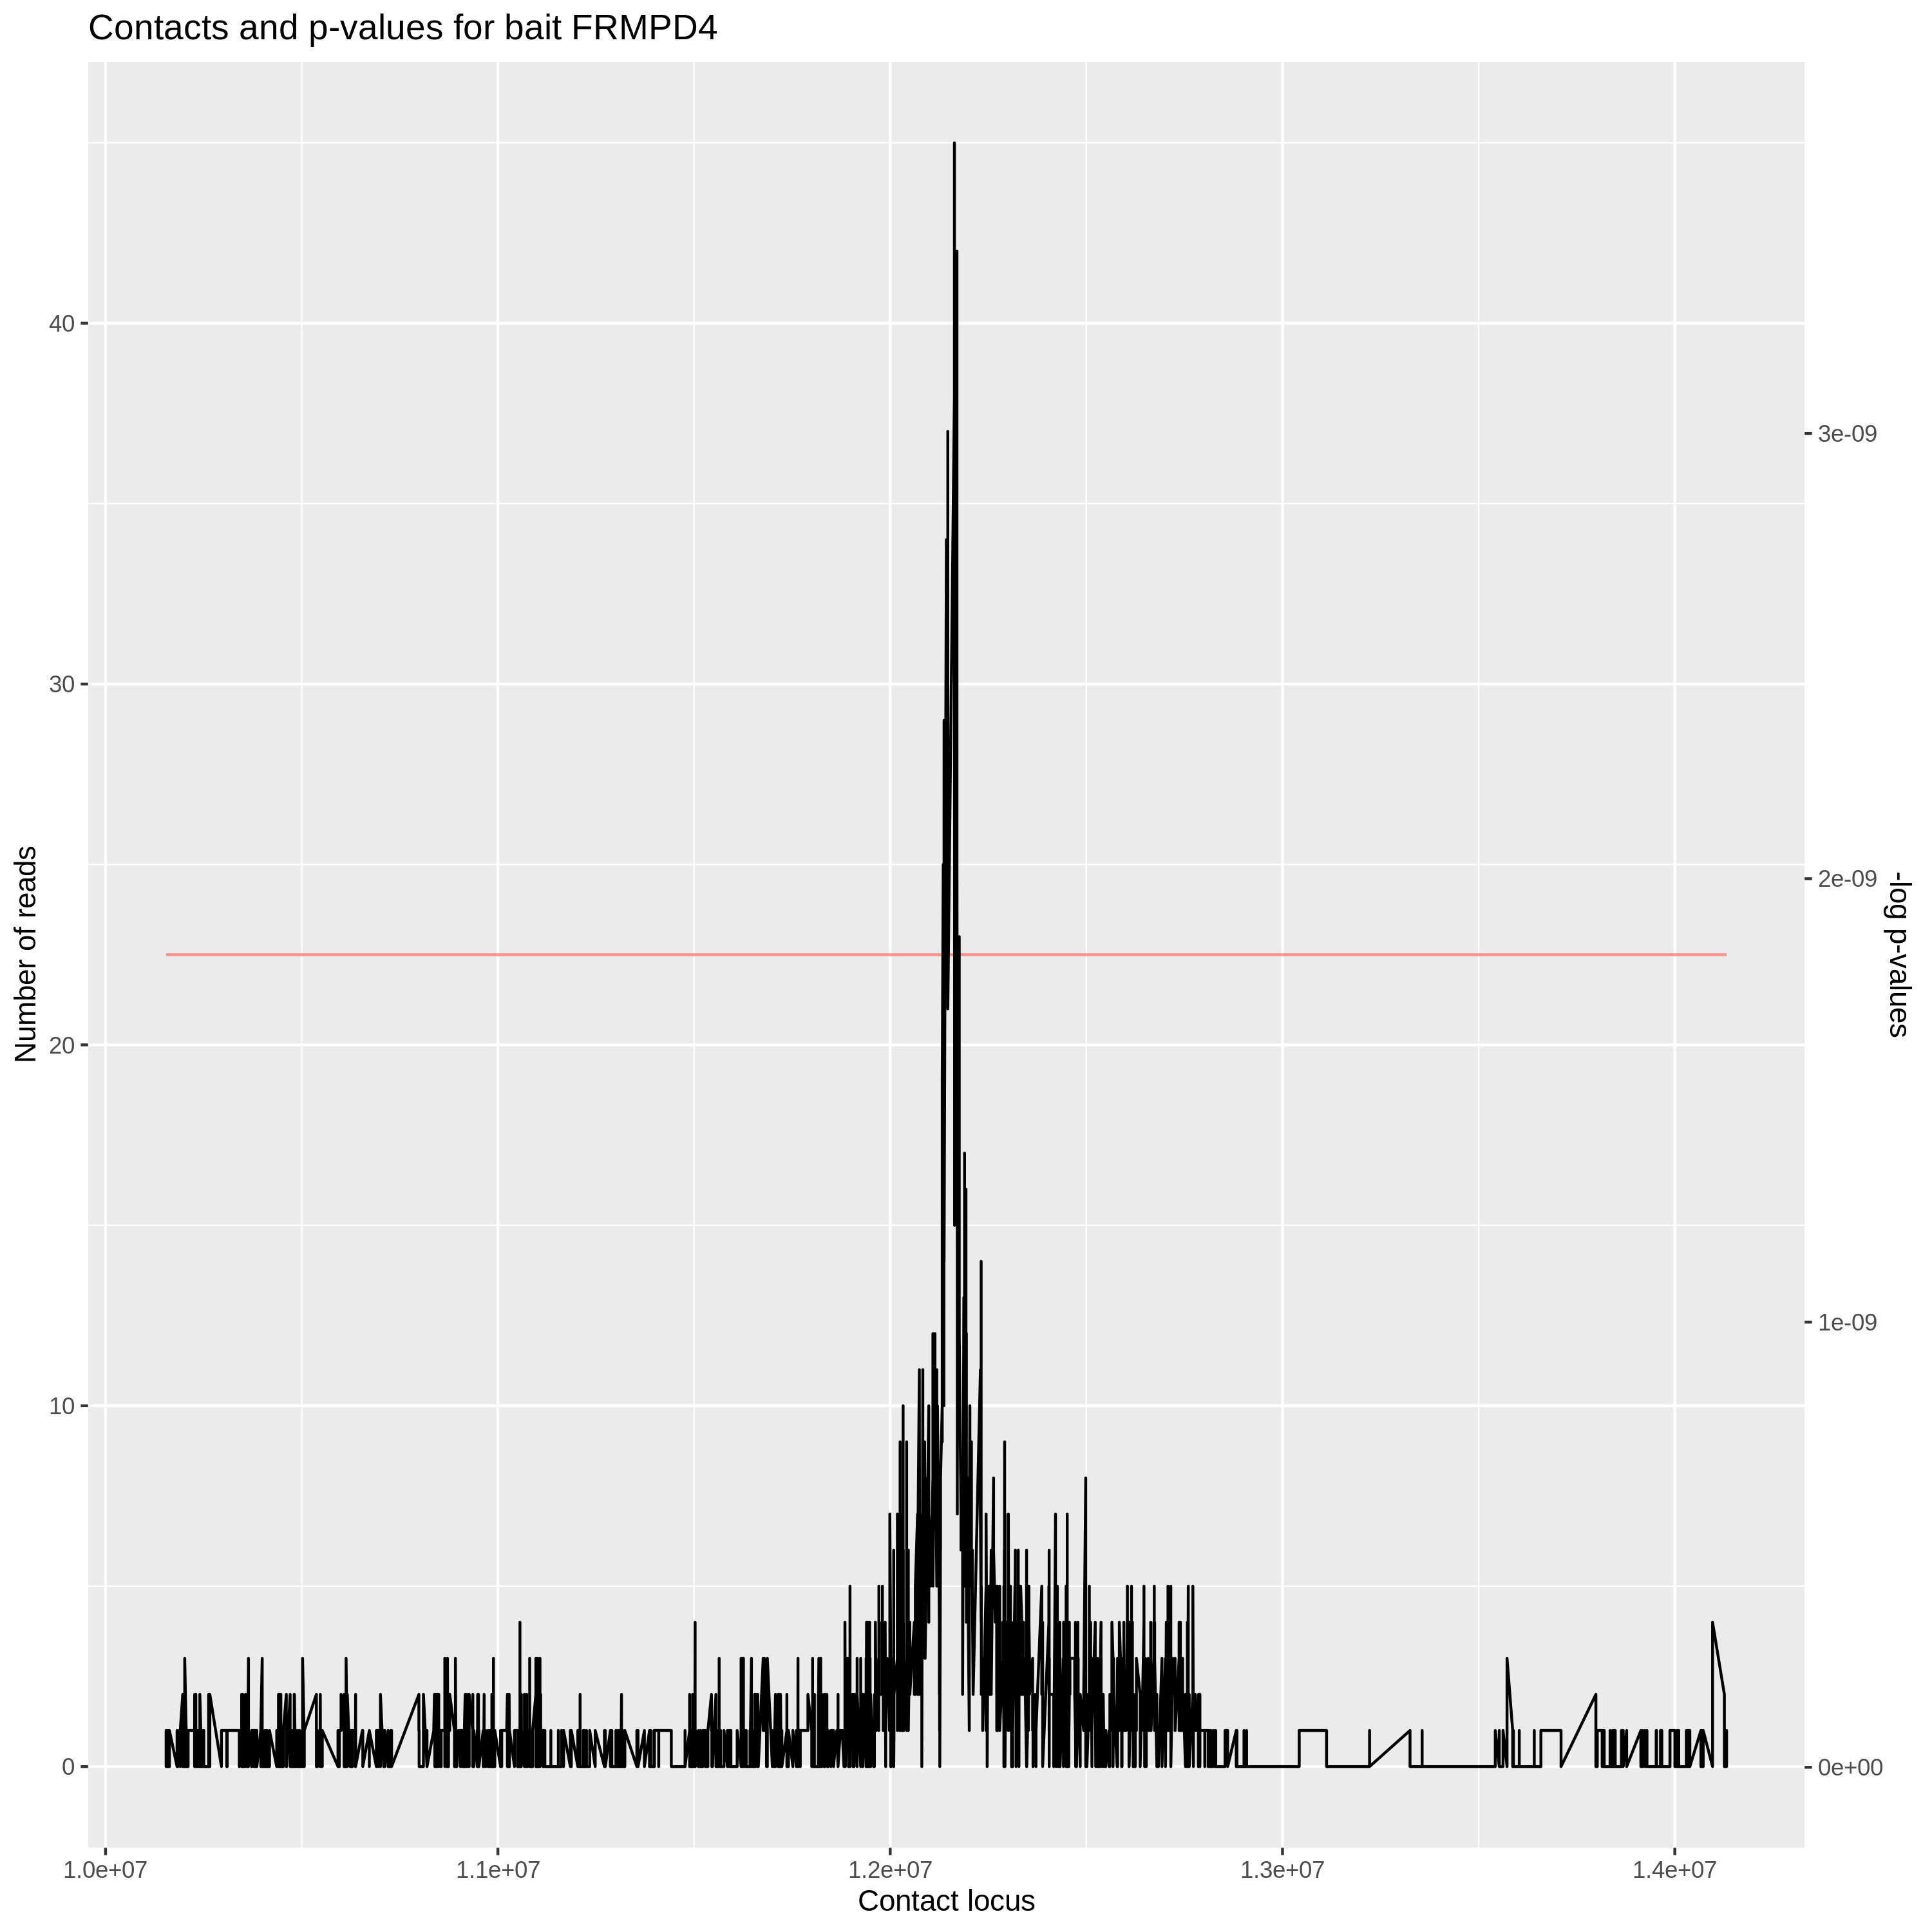 Contacts and p-values for bait FRMPD4
Number of reads
40
30
20
10
0
3e-09
2e-09
1e-09
0e+00
-log p-values
1.0e+07
1.1e+07
1.2e+07
1.3e+07
1.4e+07
Contact locus